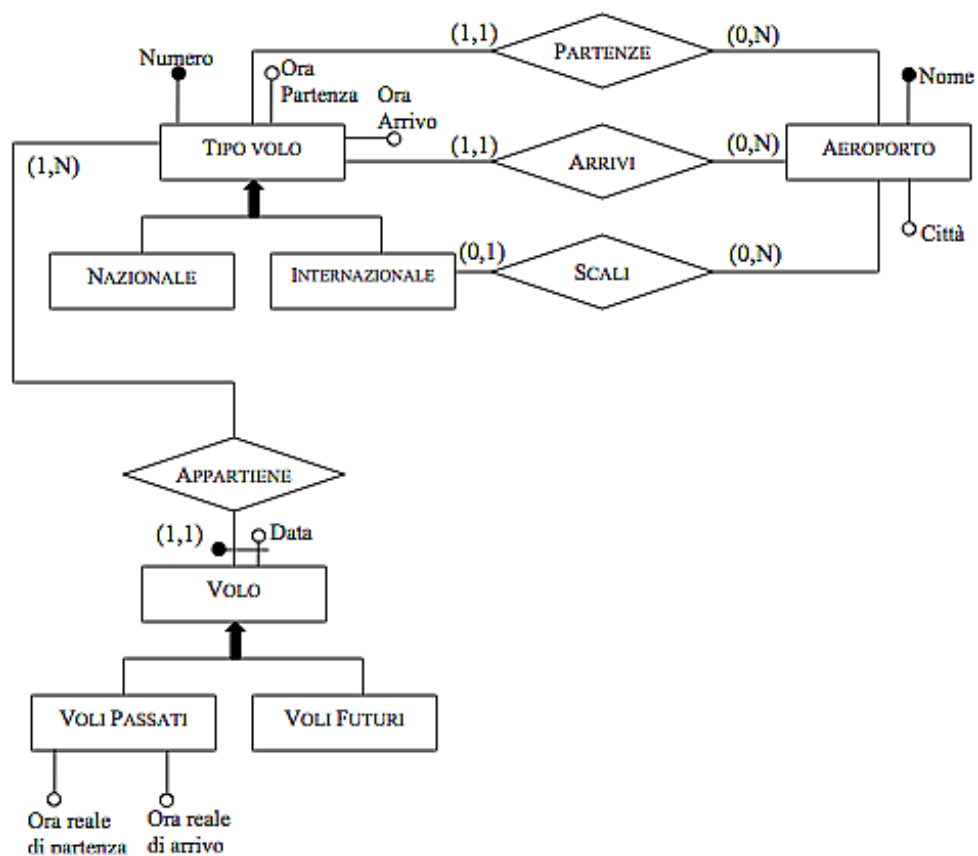 (1,1)
PARTENZE
(0,N)
Numero
Ora
Partenza
Ora
Arrivo
Nome
(1,N)
TIPO VOLO
(1,1)
ARRIVI
(0,N)
AEROPORTO
Città
NAZIONALE
INTERNAZIONALE
(0,1)
SCALI
(0,N)
APPARTIENE
(1,1)
Data
VOLO
VOLI PASSATI
VOLI FUTURI
Ora reale
di partenza
Ora reale
di arrivo